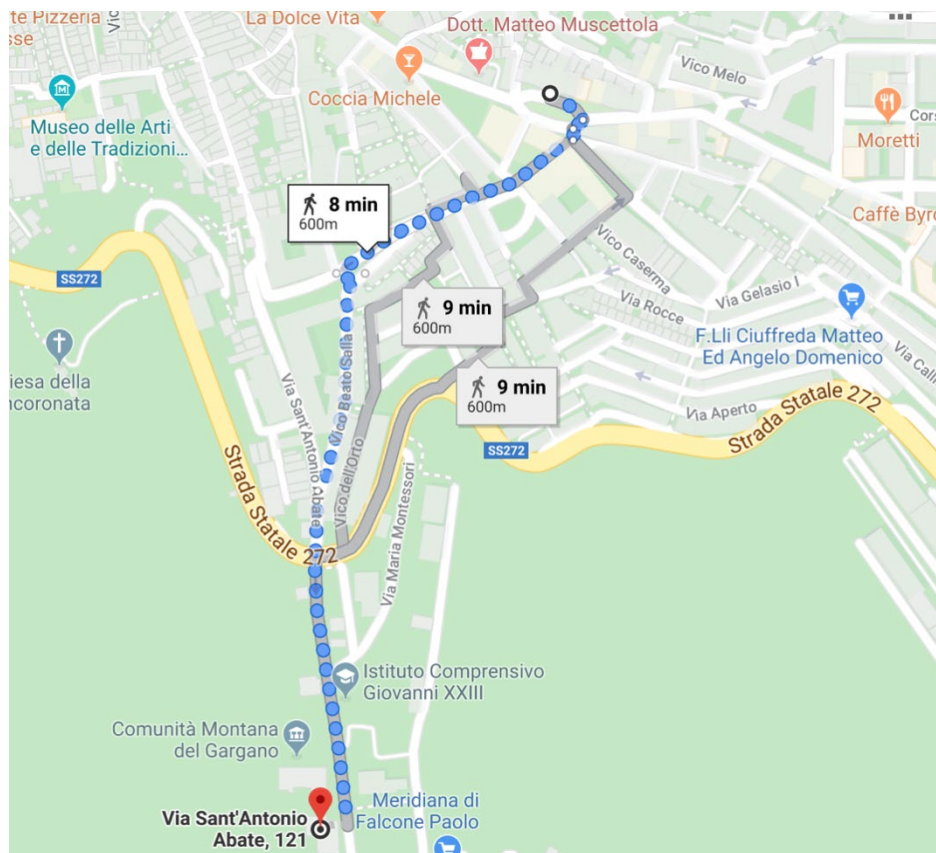 te Pizzeria
sse
La Dolce Vita
Dott. Matteo Muscettola
Vico Melo
Coccia Michele
Museo delle Arti
e delle Tradizioni...
Moretti
Cors
8 min
600m
Caffè Byro
SS272
Vico Caserma
Via Gelasio I
9 min
600m
Via Rocce
F.Lli Ciuffreda Matteo
Ed Angelo Domenico
Via Calli
iesa della
ncoronata
Via Sant'Antonio Abate
Vico Beato Salla
9 min
600m
Via Aperto
Strada Statale 272
SS272
Strada Statale 272
Vico dell'Orto
Via Maria Montessori
Istituto Comprensivo
Giovanni XXIII
Comunità Montana
del Gargano
Via Sant'Antonio
Abate, 121
Meridiana di
Falcone Paolo